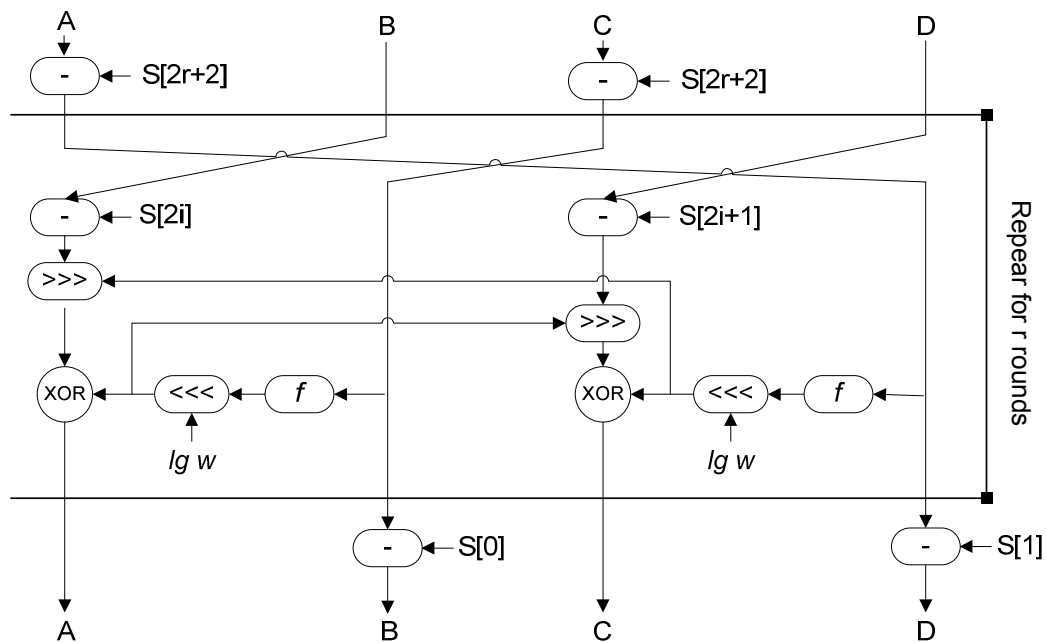 A B C D
- S[2r+2] - S[2r+2]
- S[2i] - S[2i+1]
>>>
>>>
XOR <<< f XOR <<< f
lg w lg w
Repear for r rounds
- S[0] - S[1]
A B C D